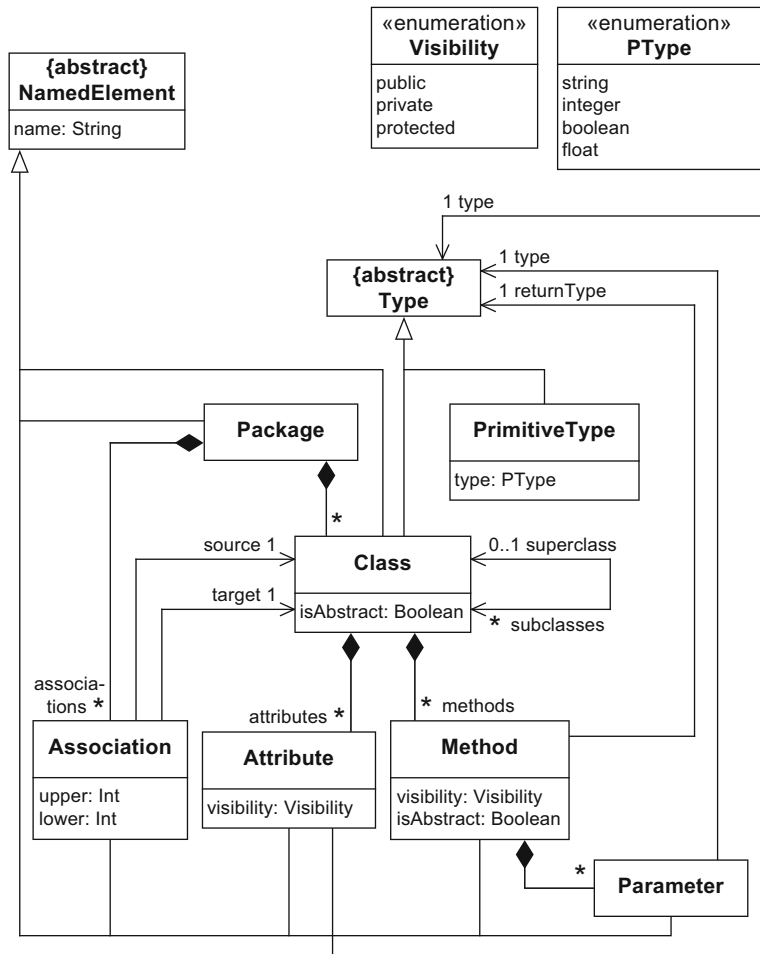 «enumeration»
Visibility
public
private
protected
«enumeration»
PType
string
integer
boolean
float
{abstract}
NamedElement
name: String
1 type
{abstract}
Type
1 type
1 returnType
Package
PrimitiveType
type: PType
*
source 1
Class
0..1 superclass
target 1
isAbstract: Boolean
* subclasses
associa-
tions *
attributes *
* methods
Association
upper: Int
lower: Int
Attribute
visibility: Visibility
Method
visibility: Visibility
isAbstract: Boolean
*
Parameter